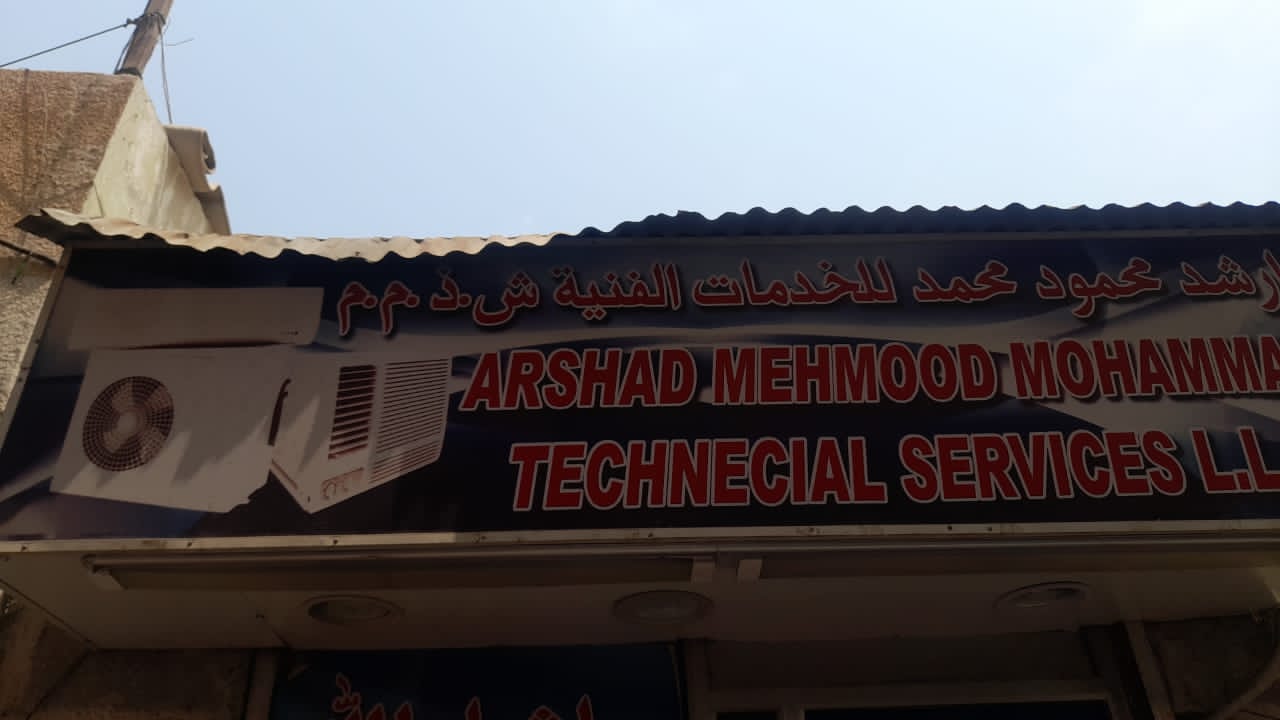 ارشد محمود محمد للخدمات الفنية ش.ذ.م.م
ARSHAD MEHMOOD MOHAMMA
TECHNECIAL SERVICES L.L